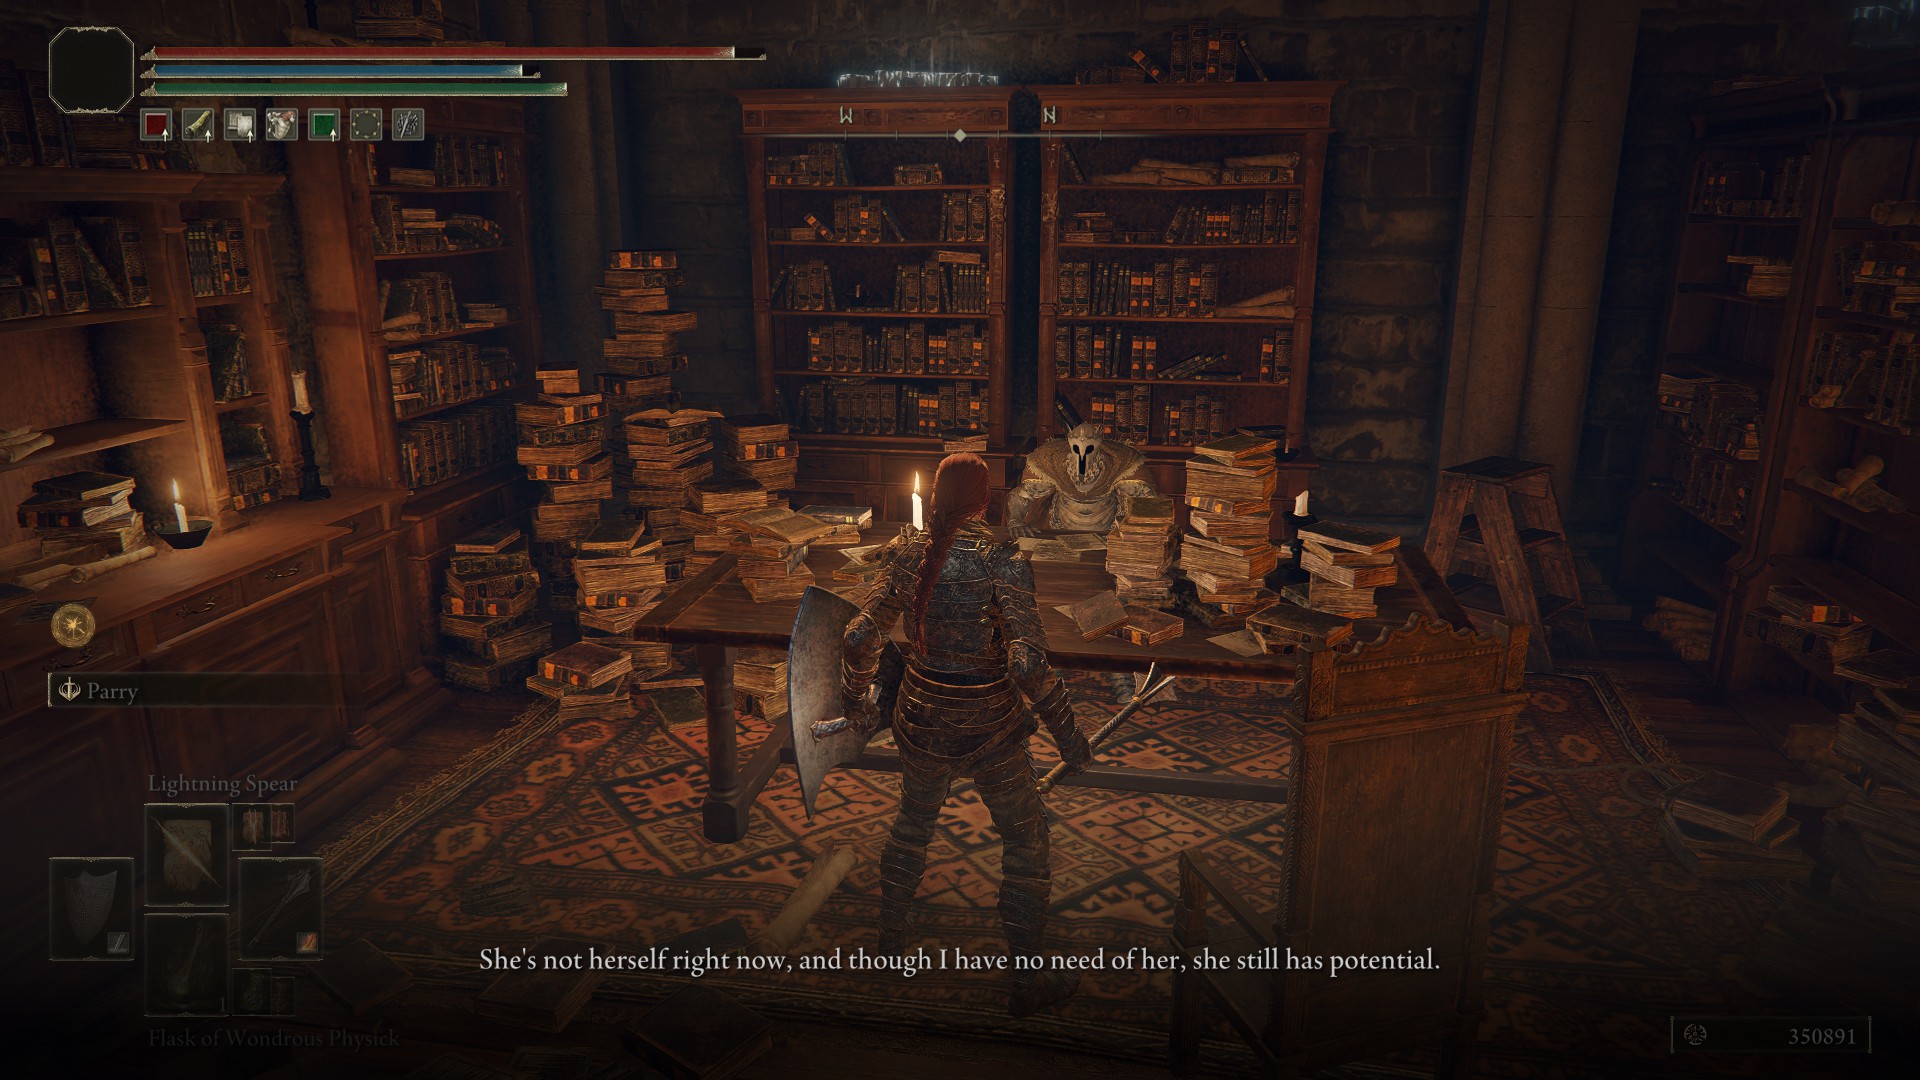 W
N
Parry
Lightning Spear
1
Flask of Wondrous Physick
She's not herself right now, and though I have no need of her, she still has potential.
350891